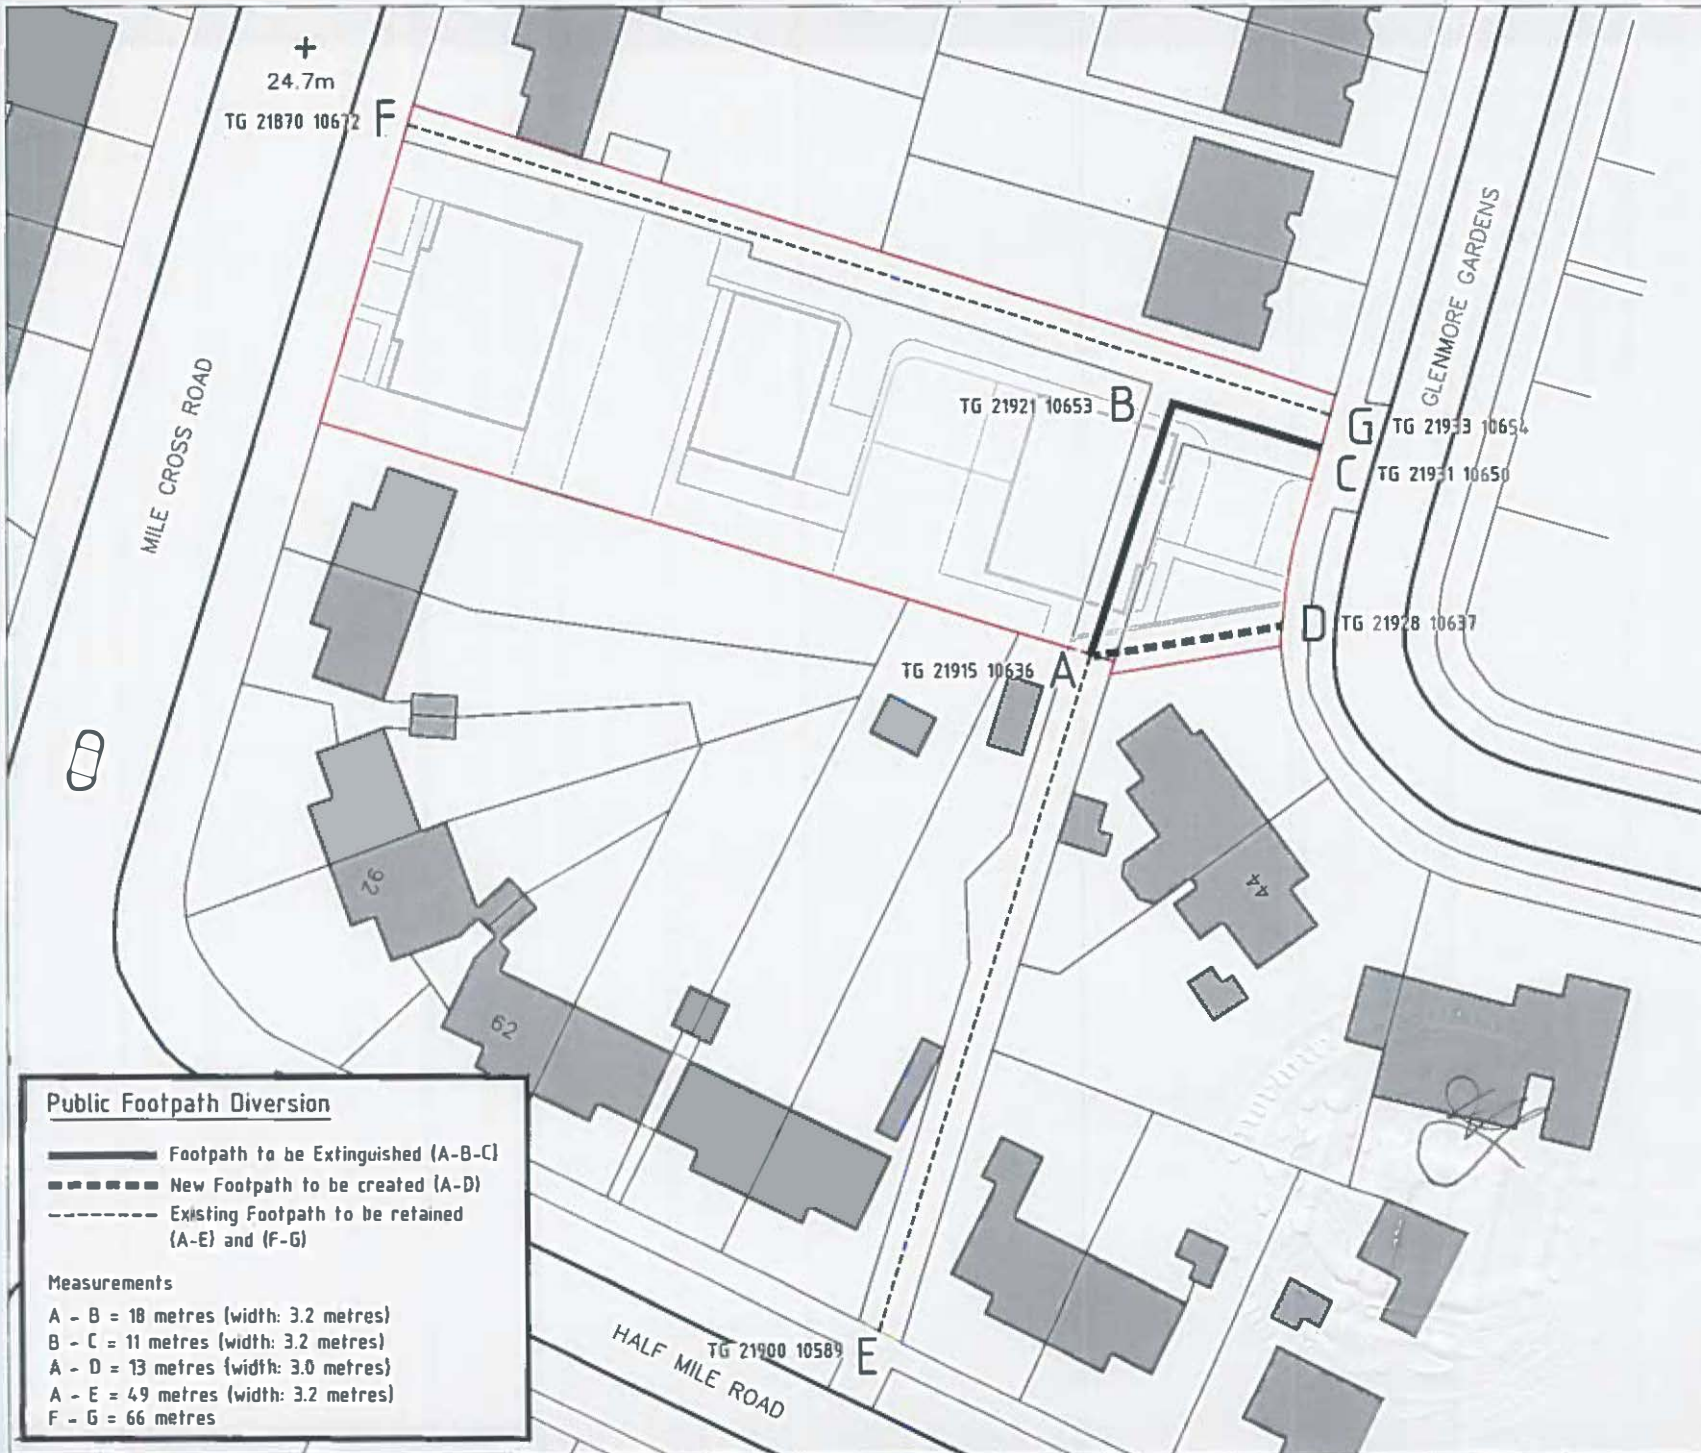 24.7m
TG 21870 10672 F
MILE CROSS ROAD
GLENMORE GARDENS
TG 21921 10653 B
G TG 21933 10654
C TG 21931 10650
D TG 21928 10637
TG 21915 10636 A
92
44
62
TG 21900 10589 E
HALF MILE ROAD
Public Footpath Diversion
Footpath to be Extinguished (A-B-C)
New Footpath to be created (A-D)
Existing Footpath to be retained
(A-E) and (F-G)
Measurements
A - B = 18 metres (width: 3.2 metres)
B - C = 11 metres (width: 3.2 metres)
A - D = 13 metres (width: 3.0 metres)
A - E = 49 metres (width: 3.2 metres)
F - G = 66 metres